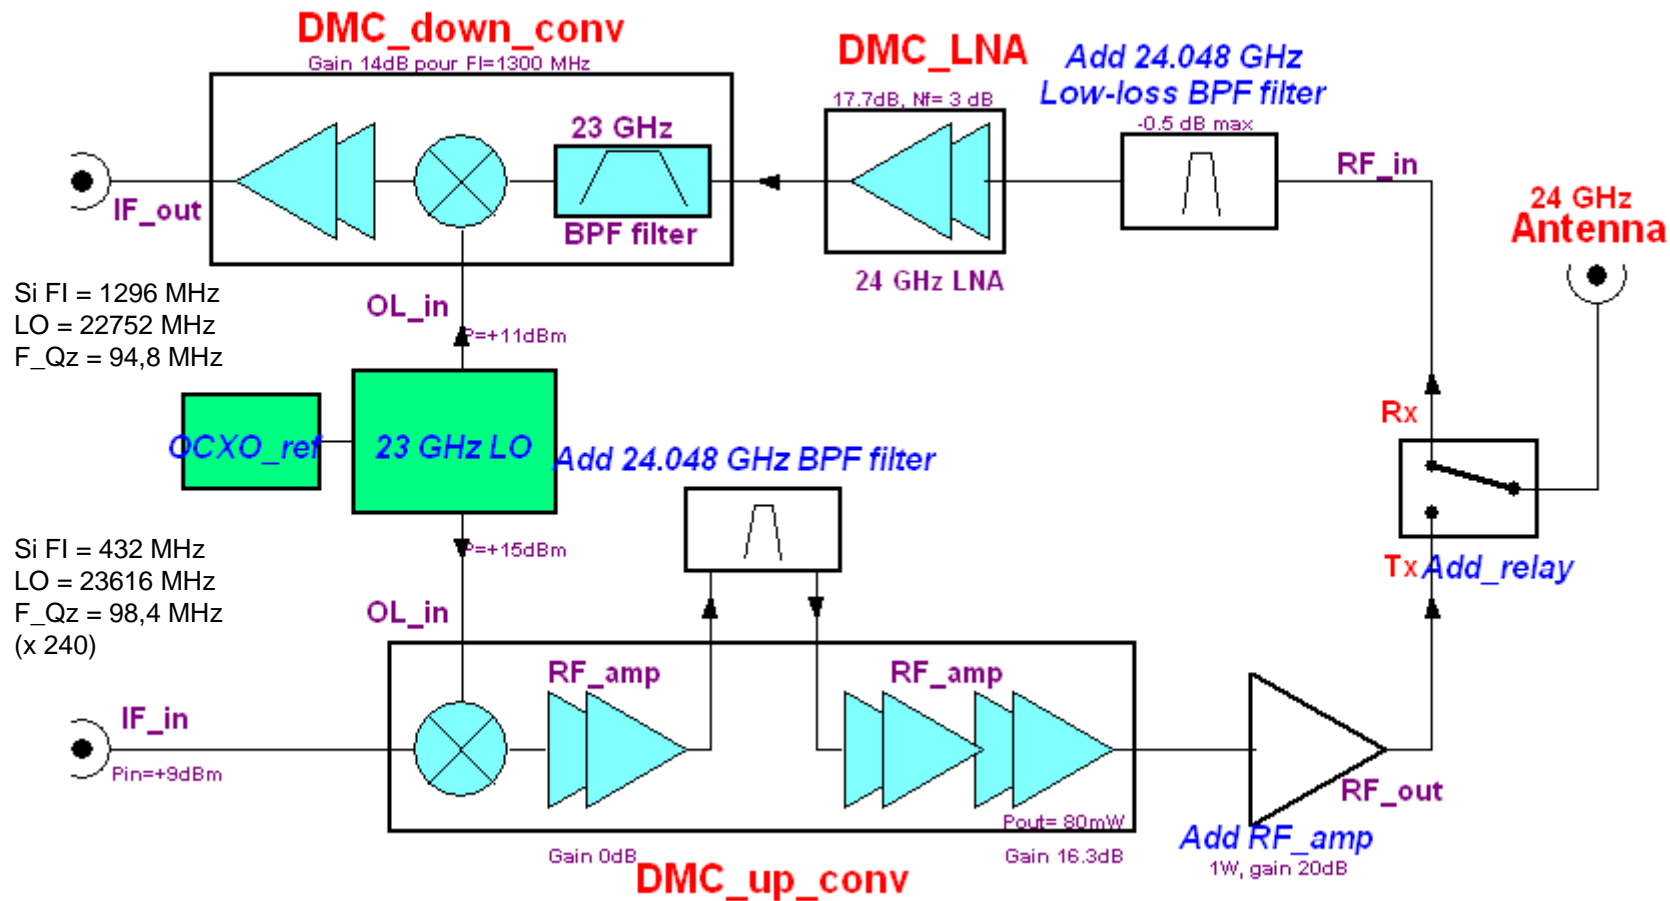 DMC_down_conv
Gain 14dB pour FI=1300 MHz
DMC_LNA
17.7dB, Nf= 3 dB
Add 24.048 GHz
Low-loss BPF filter
-0.5 dB max
23 GHz
BPF filter
RF_in
24 GHz
Antenna
IF_out
24 GHz LNA
Si FI = 1296 MHz
LO = 22752 MHz
F_Qz = 94,8 MHz
OL_in
P=+11dBm
OCXO_ref
23 GHz LO
Add 24.048 GHz BPF filter
Rx
Tx
Add_relay
Si FI = 432 MHz
LO = 23616 MHz
F_Qz = 98,4 MHz
(x 240)
P=+15dBm
OL_in
RF_amp
RF_amp
IF_in
Pin=+9dBm
RF_out
Pout= 80mW
Gain 0dB
Gain 16.3dB
DMC_up_conv
Add RF_amp
1W, gain 20dB